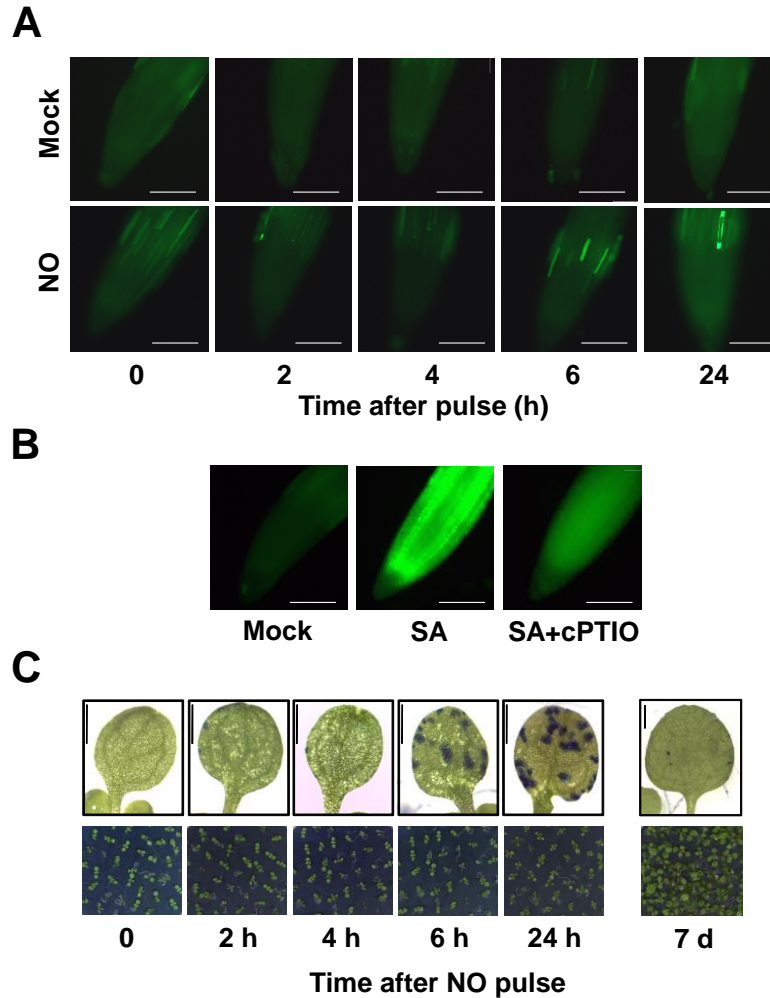 A
Mock
NO
0 2 4 6 24
Time after pulse (h)
B
Mock SA SA+cPTIO
C
0 2 h 4 h 6 h 24 h 7 d
Time after NO pulse